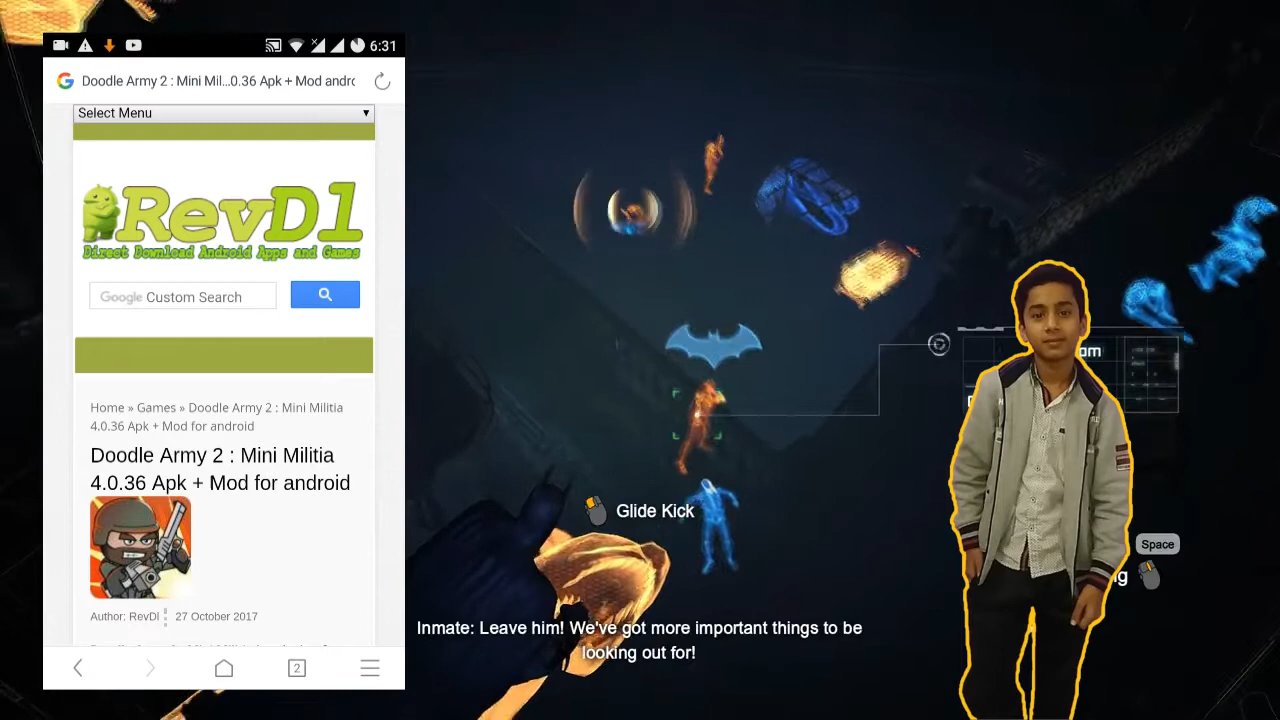 6:31
Doodle Army 2 : Mini Mil...0.36 Apk + Mod andro
Select Menu
RevDl
Direct Download Android Apps and Games
Google Custom Search
Home » Games » Doodle Army 2 : Mini Militia
4.0.36 Apk + Mod for android
Doodle Army 2 : Mini Militia
4.0.36 Apk + Mod for android
Author: RevDl
27 October 2017
2
om
Glide Kick
Space
ng
Inmate: Leave him! We've got more important things to be
looking out for!